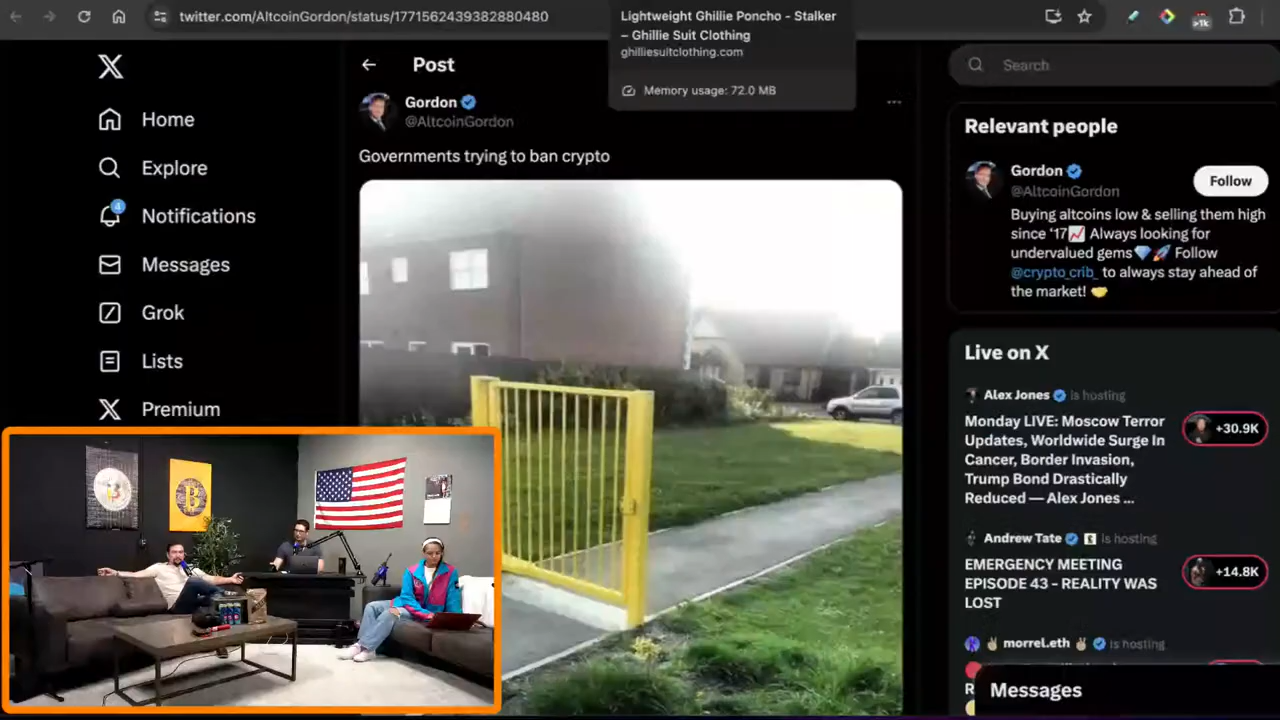 twitter.com/AltcoinGordon/status/1771562439382880480
Lightweight Ghillie Poncho - Stalker
– Ghillie Suit Clothing
ghilliesuitclothing.com
Memory usage: 72.0 MB
>1k
Home
Explore
4
Notifications
Messages
Grok
Lists
Premium
Post
Gordon
@AltcoinGordon
Governments trying to ban crypto
Search
Relevant people
Gordon
@AltcoinGordon
Follow
Buying altcoins low & selling them high
since '17📈 Always looking for
undervalued gems💎🚀 Follow
@crypto_crib_ to always stay ahead of
the market! 🤝
Live on X
Alex Jones is hosting
Monday LIVE: Moscow Terror
Updates, Worldwide Surge In
Cancer, Border Invasion,
Trump Bond Drastically
Reduced — Alex Jones ...
+30.9K
Andrew Tate is hosting
EMERGENCY MEETING
EPISODE 43 - REALITY WAS
LOST
+14.8K
morrel.eth is hosting
R
Messages